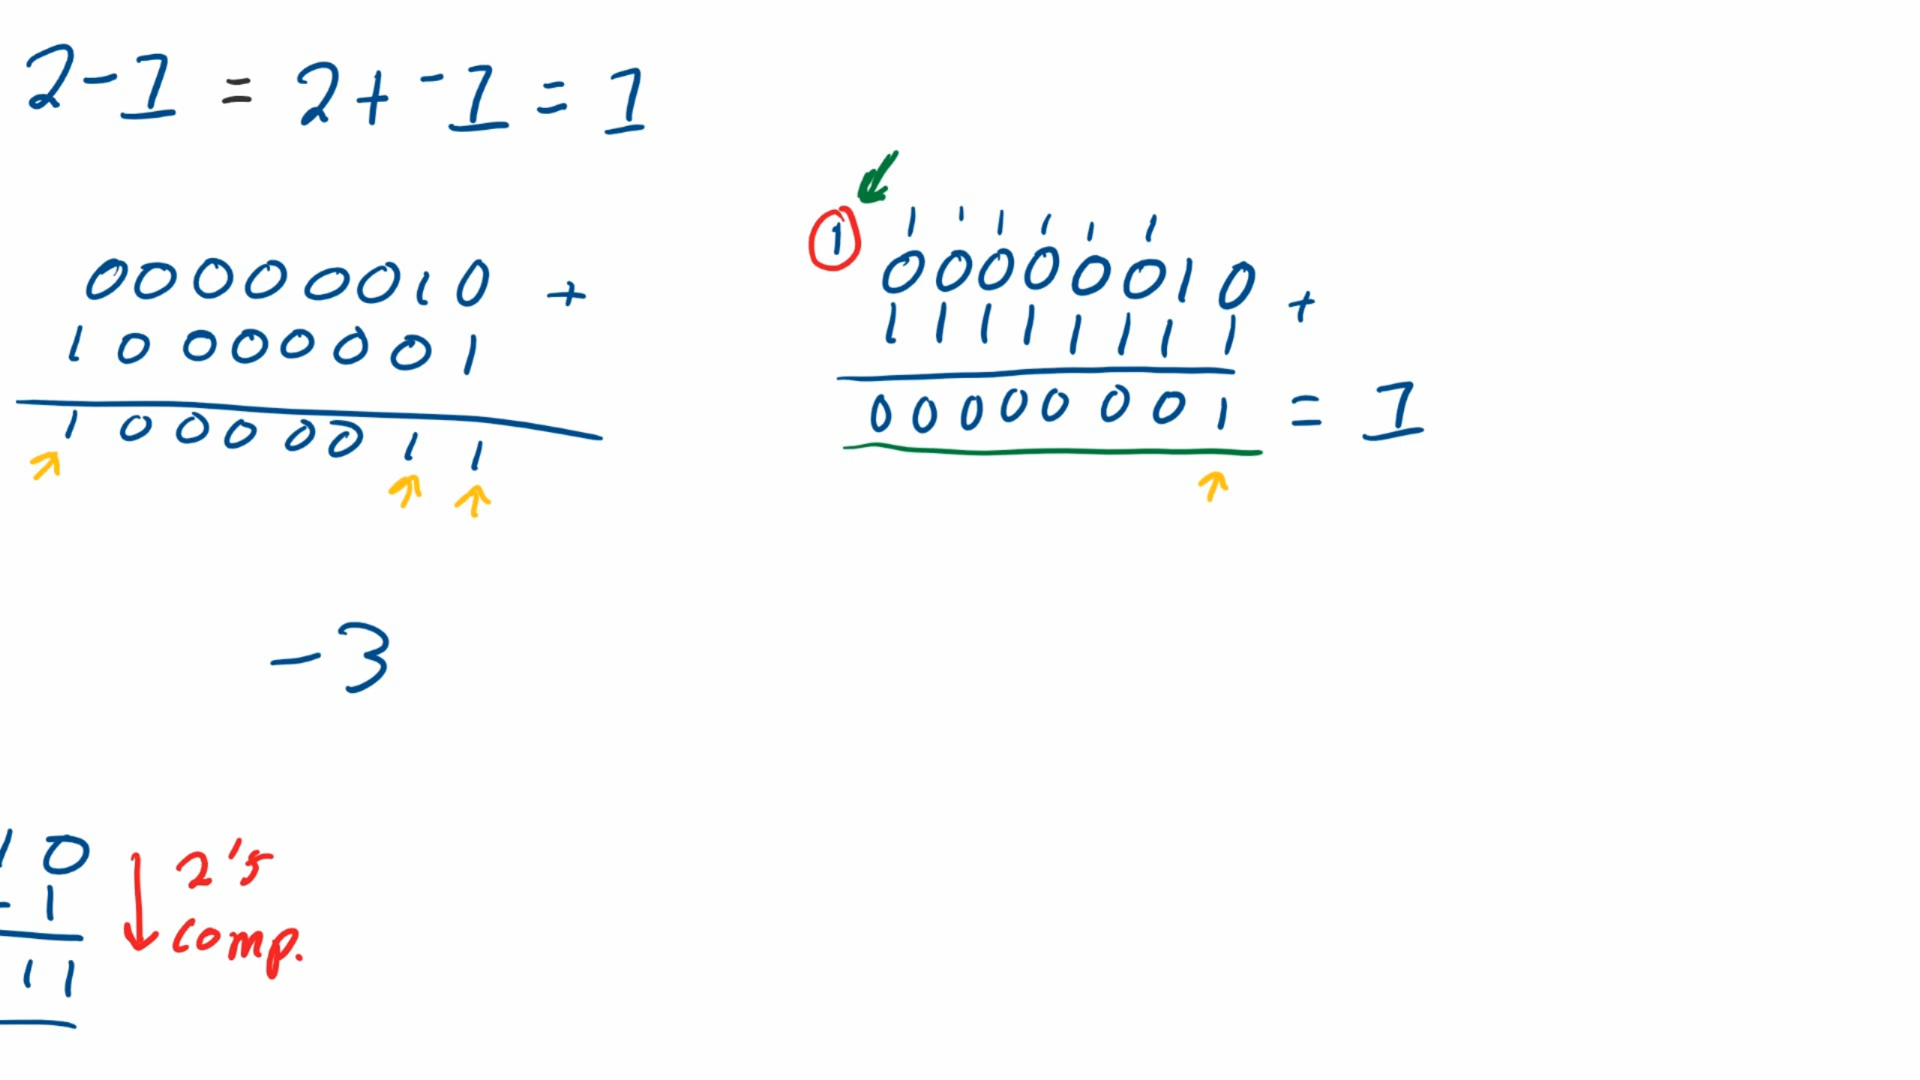 2-1 = 2+ -1 = 1
00000010 +
10000001
10000011
-3
1 1 1 1 1 1 1
00000010 +
11111111
00000001 = 1
10
+1
11
2's
comp.